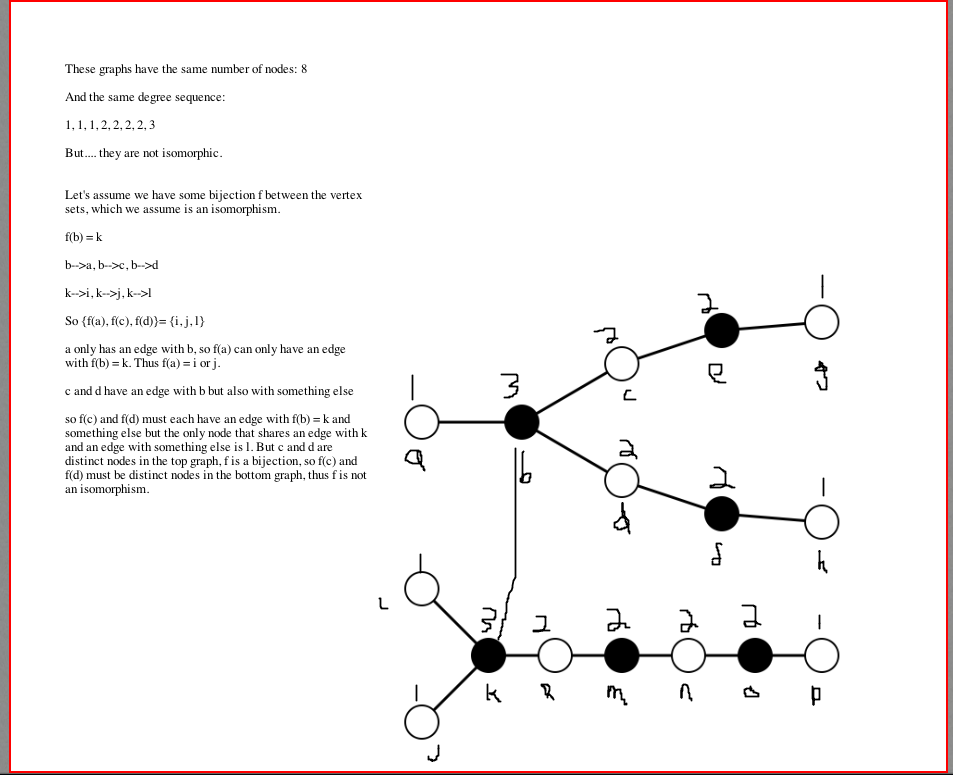 These graphs have the same number of nodes: 8
And the same degree sequence:
1, 1, 1, 2, 2, 2, 2, 3
But.... they are not isomorphic.
Let's assume we have some bijection f between the vertex
sets, which we assume is an isomorphism.
f(b) = k
b-->a, b-->c, b-->d
k-->i, k-->j, k-->l
So {f(a), f(c), f(d)}= {i, j, l}
a only has an edge with b, so f(a) can only have an edge
with f(b) = k. Thus f(a) = i or j.
c and d have an edge with b but also with something else
so f(c) and f(d) must each have an edge with f(b) = k and
something else but the only node that shares an edge with k
and an edge with something else is l. But c and d are
distinct nodes in the top graph, f is a bijection, so f(c) and
f(d) must be distinct nodes in the bottom graph, thus f is not
an isomorphism.
1 3 2 2 1
a b c e g
2 2 1
d f h
1
i
3 2 2 2 2 1
k m n o p
1
j